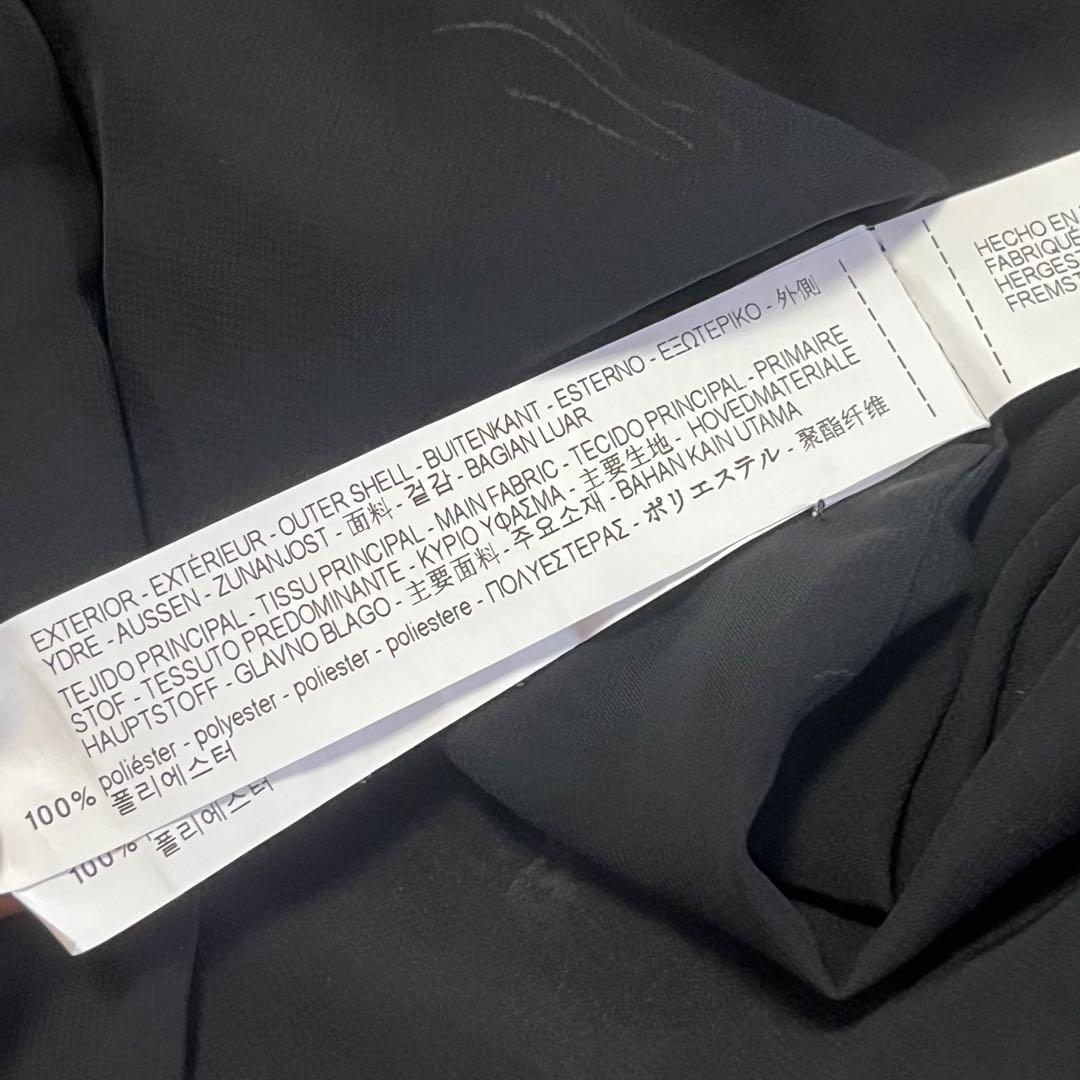 EXTERIOR - EXTÉRIEUR - OUTER SHELL - BUITENKANT - ESTERNO - ΕΞΩΤΕΡΙΚΟ - 外側
YDRE - AUSSEN - ZUNANJOST - 面料 - 겉감 - BAGIAN LUAR
TEJIDO PRINCIPAL - TISSU PRINCIPAL - MAIN FABRIC - TECIDO PRINCIPAL - PRIMAIRE
STOF - TESSUTO PREDOMINANTE - ΚΥΡΙΟ ΥΦΑΣΜΑ - 主要生地 - HOVEDMATERIALE
HAUPTSTOFF - GLAVNO BLAGO - 主要面料 - 주요소재 - BAHAN KAIN UTAMA
100% poliéster - polyester - poliester - poliestere - ΠΟΛΥΕΣΤΕΡΑΣ - ポリエステル - 聚酯纤维
폴리에스터
100%
폴리에스터
HECHO EN
FABRIQUÉ
HERGEST
FREMST